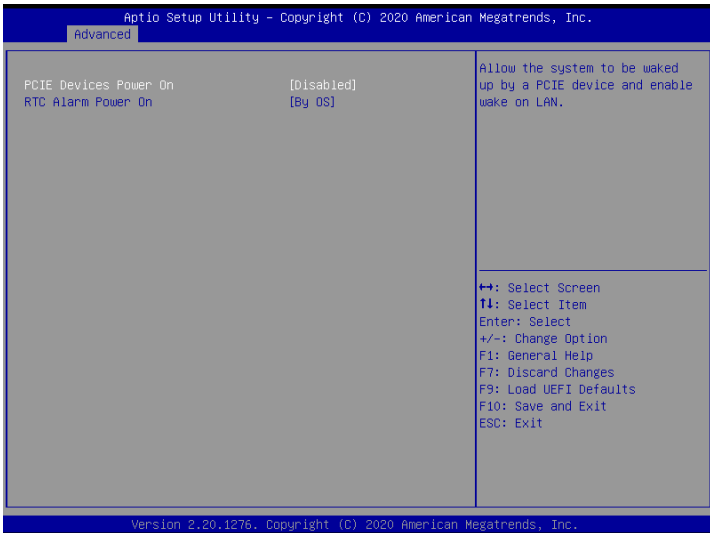 Aptio Setup Utility – Copyright (C) 2020 American Megatrends, Inc.
Advanced
PCIE Devices Power On [Disabled]
RTC Alarm Power On [By OS]
Allow the system to be waked
up by a PCIE device and enable
wake on LAN.
↔: Select Screen
↑↓: Select Item
Enter: Select
+/-: Change Option
F1: General Help
F7: Discard Changes
F9: Load UEFI Defaults
F10: Save and Exit
ESC: Exit
Version 2.20.1276. Copyright (C) 2020 American Megatrends, Inc.